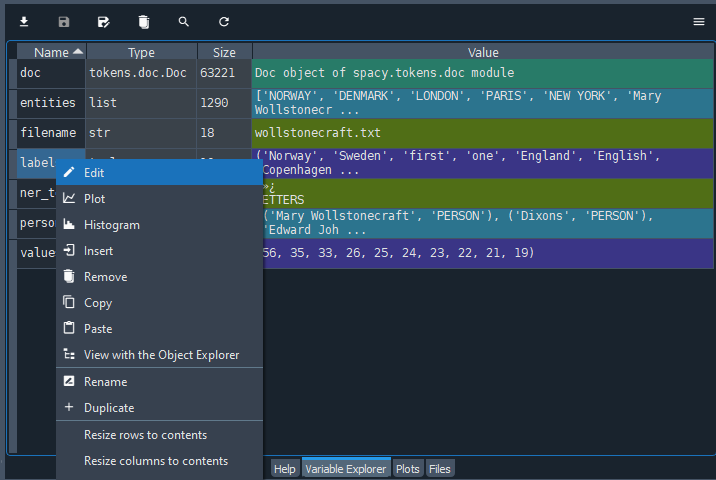 Name Type Size Value
doc tokens.doc.Doc 63221 Doc object of spacy.tokens.doc module
entities list 1290 ['NORWAY', 'DENMARK', 'LONDON', 'PARIS', 'NEW YORK', 'Mary
Wollstonecr ...
filename str 18 wollstonecraft.txt
label ('Norway', 'Sweden', 'first', 'one', 'England', 'English',
'Copenhagen ...
ner_t »¿
ETTERS
person ('Mary Wollstonecraft', 'PERSON'), ('Dixons', 'PERSON'),
'Edward Joh ...
value 56, 35, 33, 26, 25, 24, 23, 22, 21, 19)
Edit
Plot
Histogram
Insert
Remove
Copy
Paste
View with the Object Explorer
Rename
Duplicate
Resize rows to contents
Resize columns to contents
Help Variable Explorer Plots Files